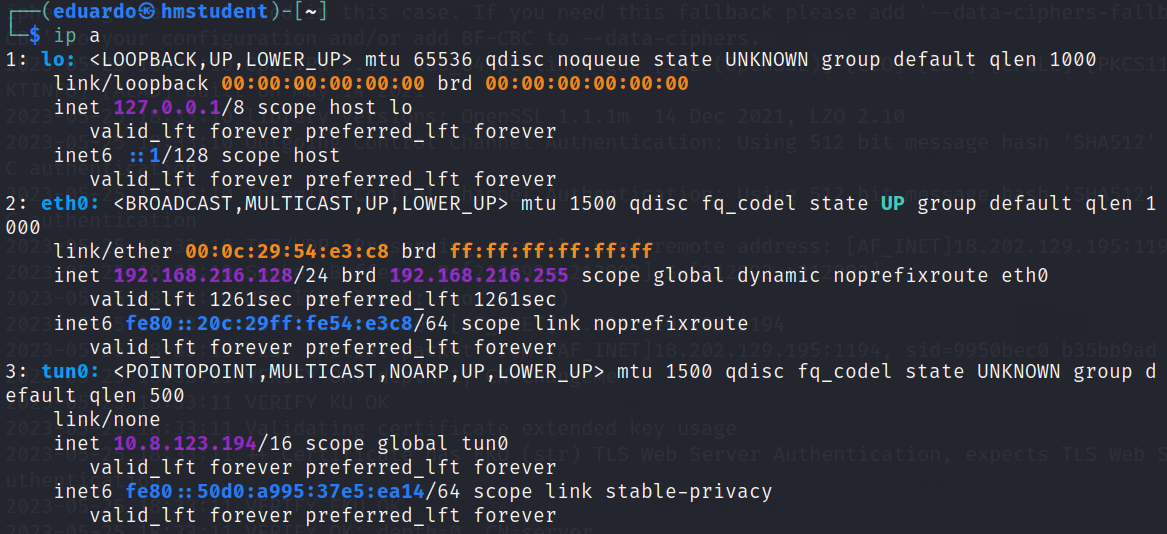 ┌──(eduardo㉿hmstudent)-[~]
└─$ ip a
1: lo: <LOOPBACK,UP,LOWER_UP> mtu 65536 qdisc noqueue state UNKNOWN group default qlen 1000
    link/loopback 00:00:00:00:00:00 brd 00:00:00:00:00:00
    inet 127.0.0.1/8 scope host lo
       valid_lft forever preferred_lft forever
    inet6 ::1/128 scope host
       valid_lft forever preferred_lft forever
2: eth0: <BROADCAST,MULTICAST,UP,LOWER_UP> mtu 1500 qdisc fq_codel state UP group default qlen 1
000
    link/ether 00:0c:29:54:e3:c8 brd ff:ff:ff:ff:ff:ff
    inet 192.168.216.128/24 brd 192.168.216.255 scope global dynamic noprefixroute eth0
       valid_lft 1261sec preferred_lft 1261sec
    inet6 fe80::20c:29ff:fe54:e3c8/64 scope link noprefixroute
       valid_lft forever preferred_lft forever
3: tun0: <POINTOPOINT,MULTICAST,NOARP,UP,LOWER_UP> mtu 1500 qdisc fq_codel state UNKNOWN group d
efault qlen 500
    link/none
    inet 10.8.123.194/16 scope global tun0
       valid_lft forever preferred_lft forever
    inet6 fe80::50d0:a995:37e5:ea14/64 scope link stable-privacy
       valid_lft forever preferred_lft forever